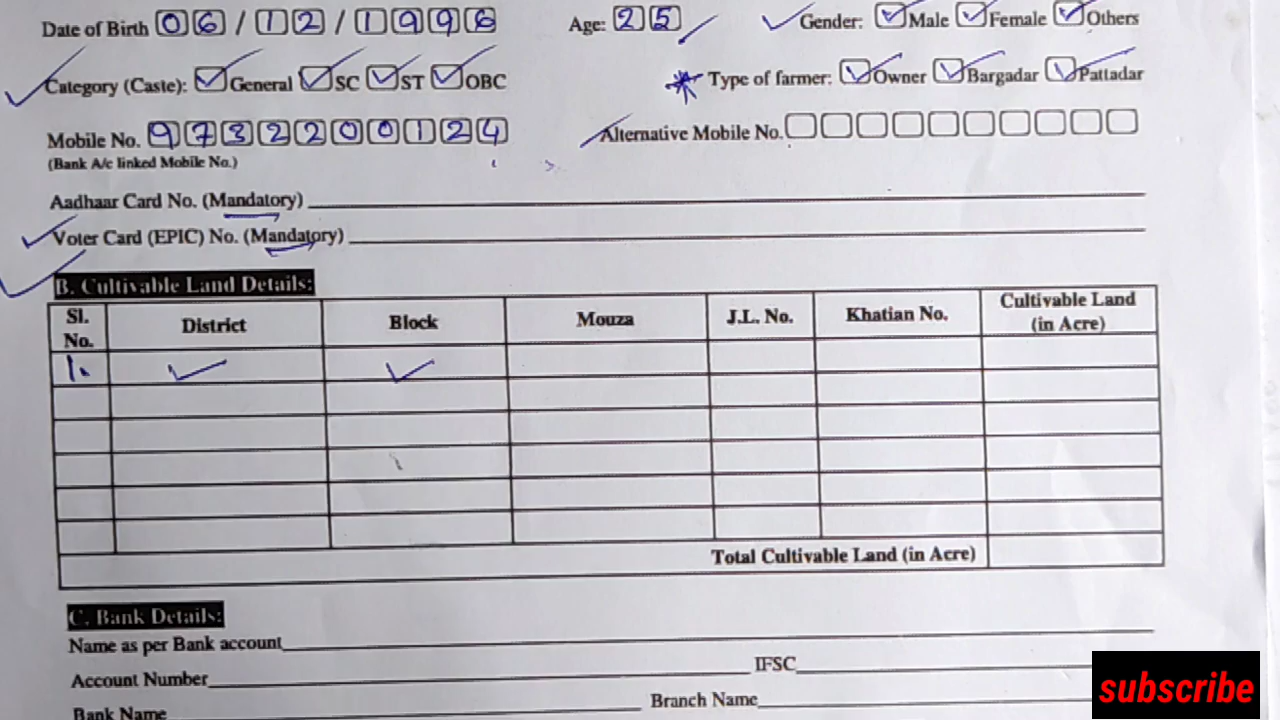 Date of Birth 06/12/1996 Age: 25 Gender: Male Female Others
Category (Caste): General SC ST OBC Type of farmer: Owner Bargadar Pattadar
Mobile No. 9732200124 Alternative Mobile No.
(Bank A/c linked Mobile No.)
Aadhaar Card No. (Mandatory)
Voter Card (EPIC) No. (Mandatory)
B. Cultivable Land Details:
Sl. No. District Block Mouza J.L. No. Khatian No. Cultivable Land (in Acre)
1.
Total Cultivable Land (in Acre)
C. Bank Details:
Name as per Bank account
Account Number IFSC
Bank Name Branch Name
subscribe